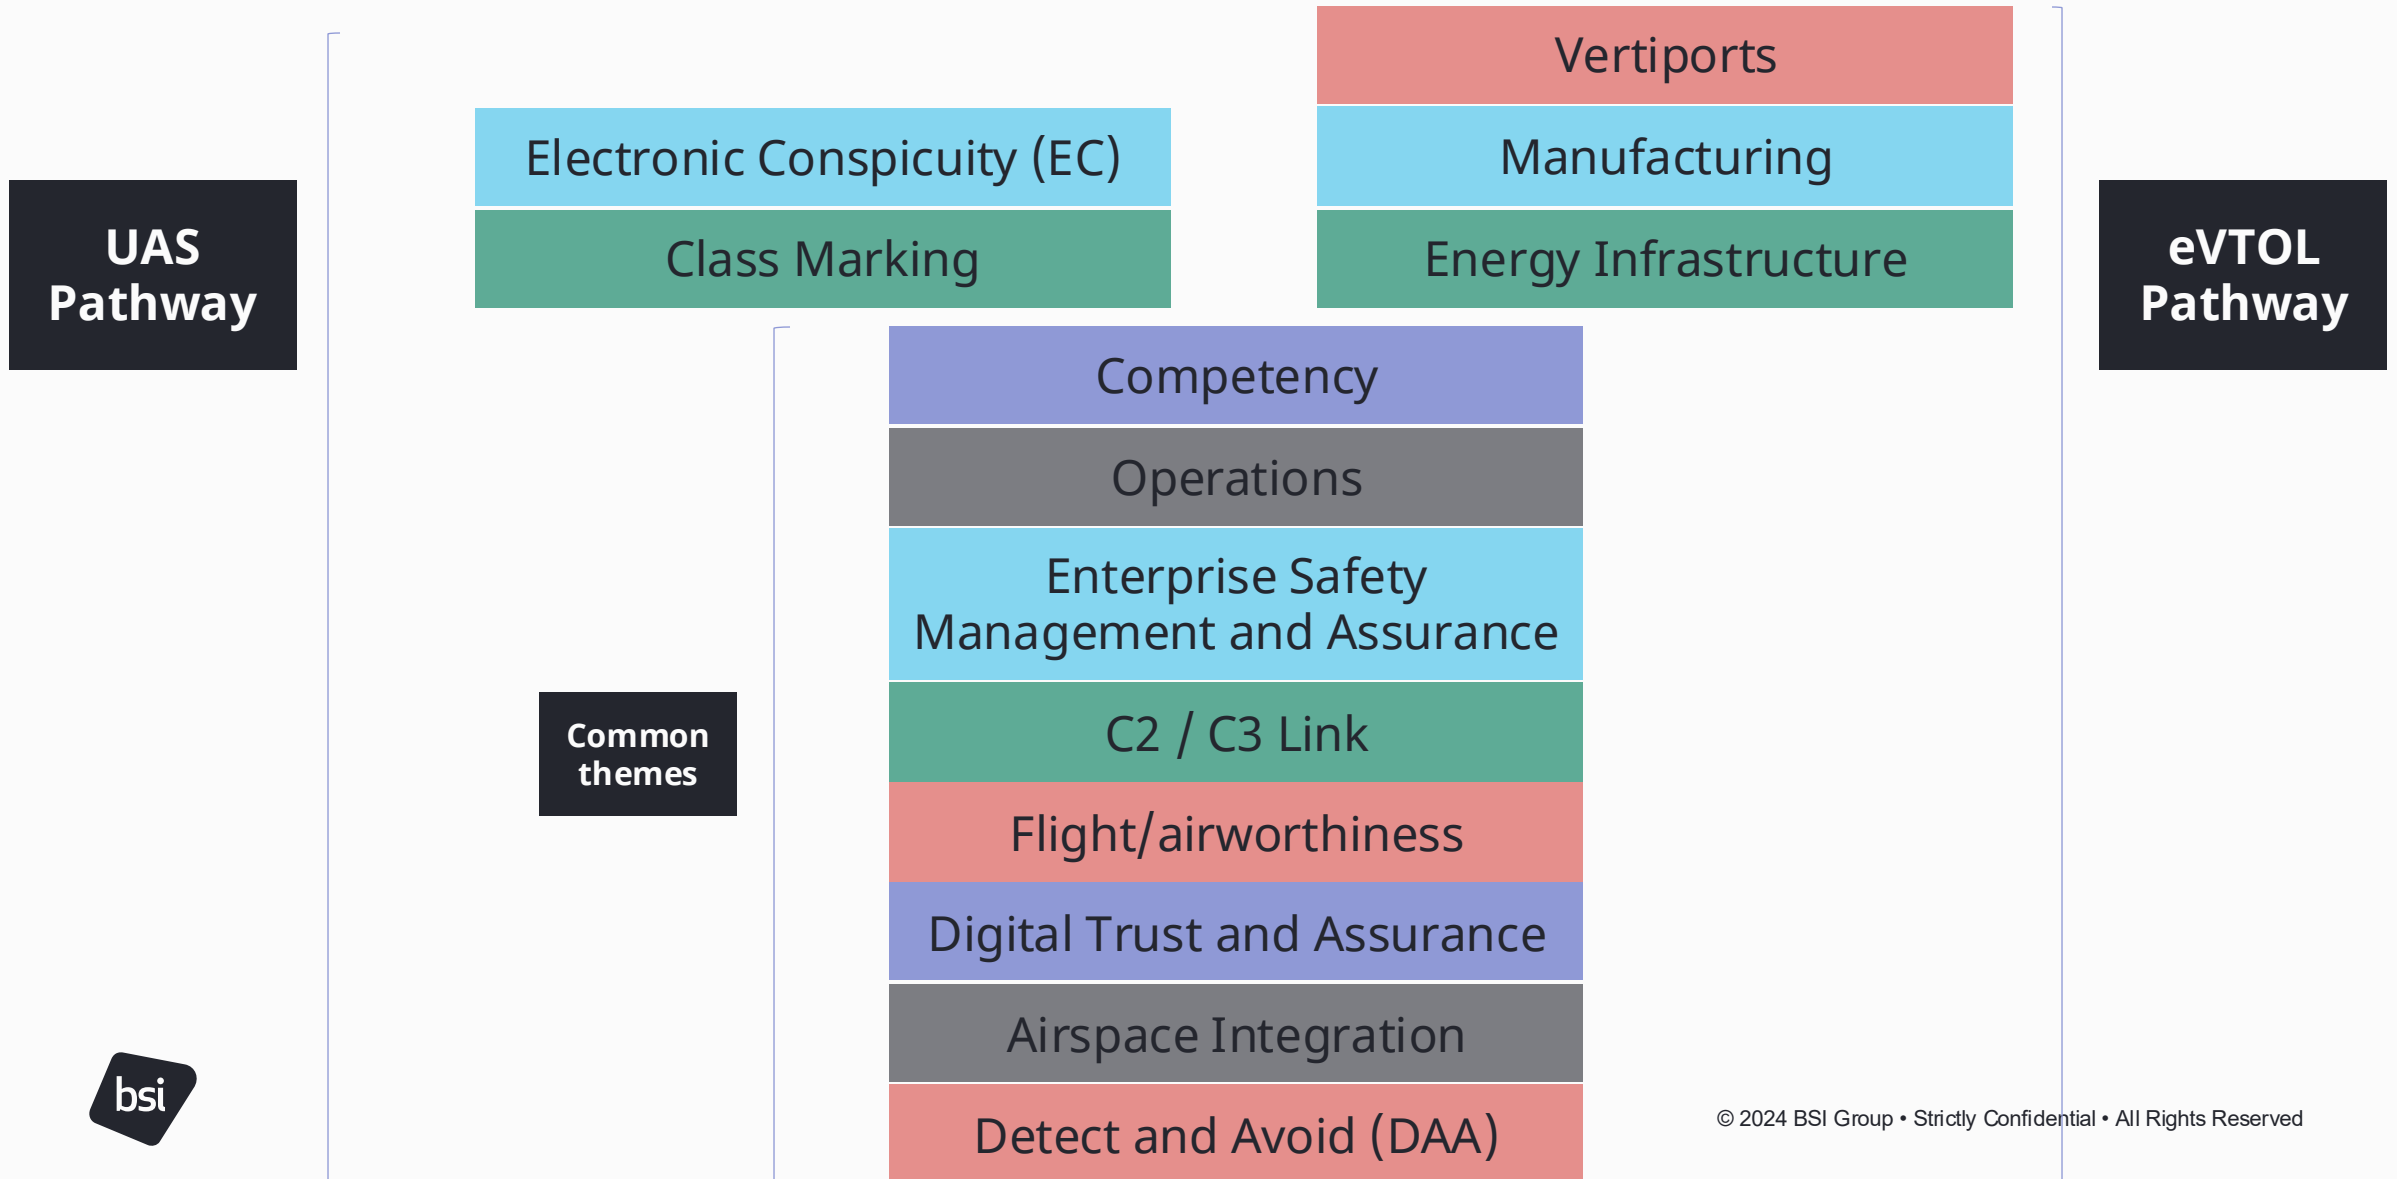 UAS
Pathway
Electronic Conspicuity (EC)
Class Marking
Vertiports
Manufacturing
Energy Infrastructure
eVTOL
Pathway
Common
themes
Competency
Operations
Enterprise Safety
Management and Assurance
C2 / C3 Link
Flight/airworthiness
Digital Trust and Assurance
Airspace Integration
Detect and Avoid (DAA)
bsi
© 2024 BSI Group • Strictly Confidential • All Rights Reserved